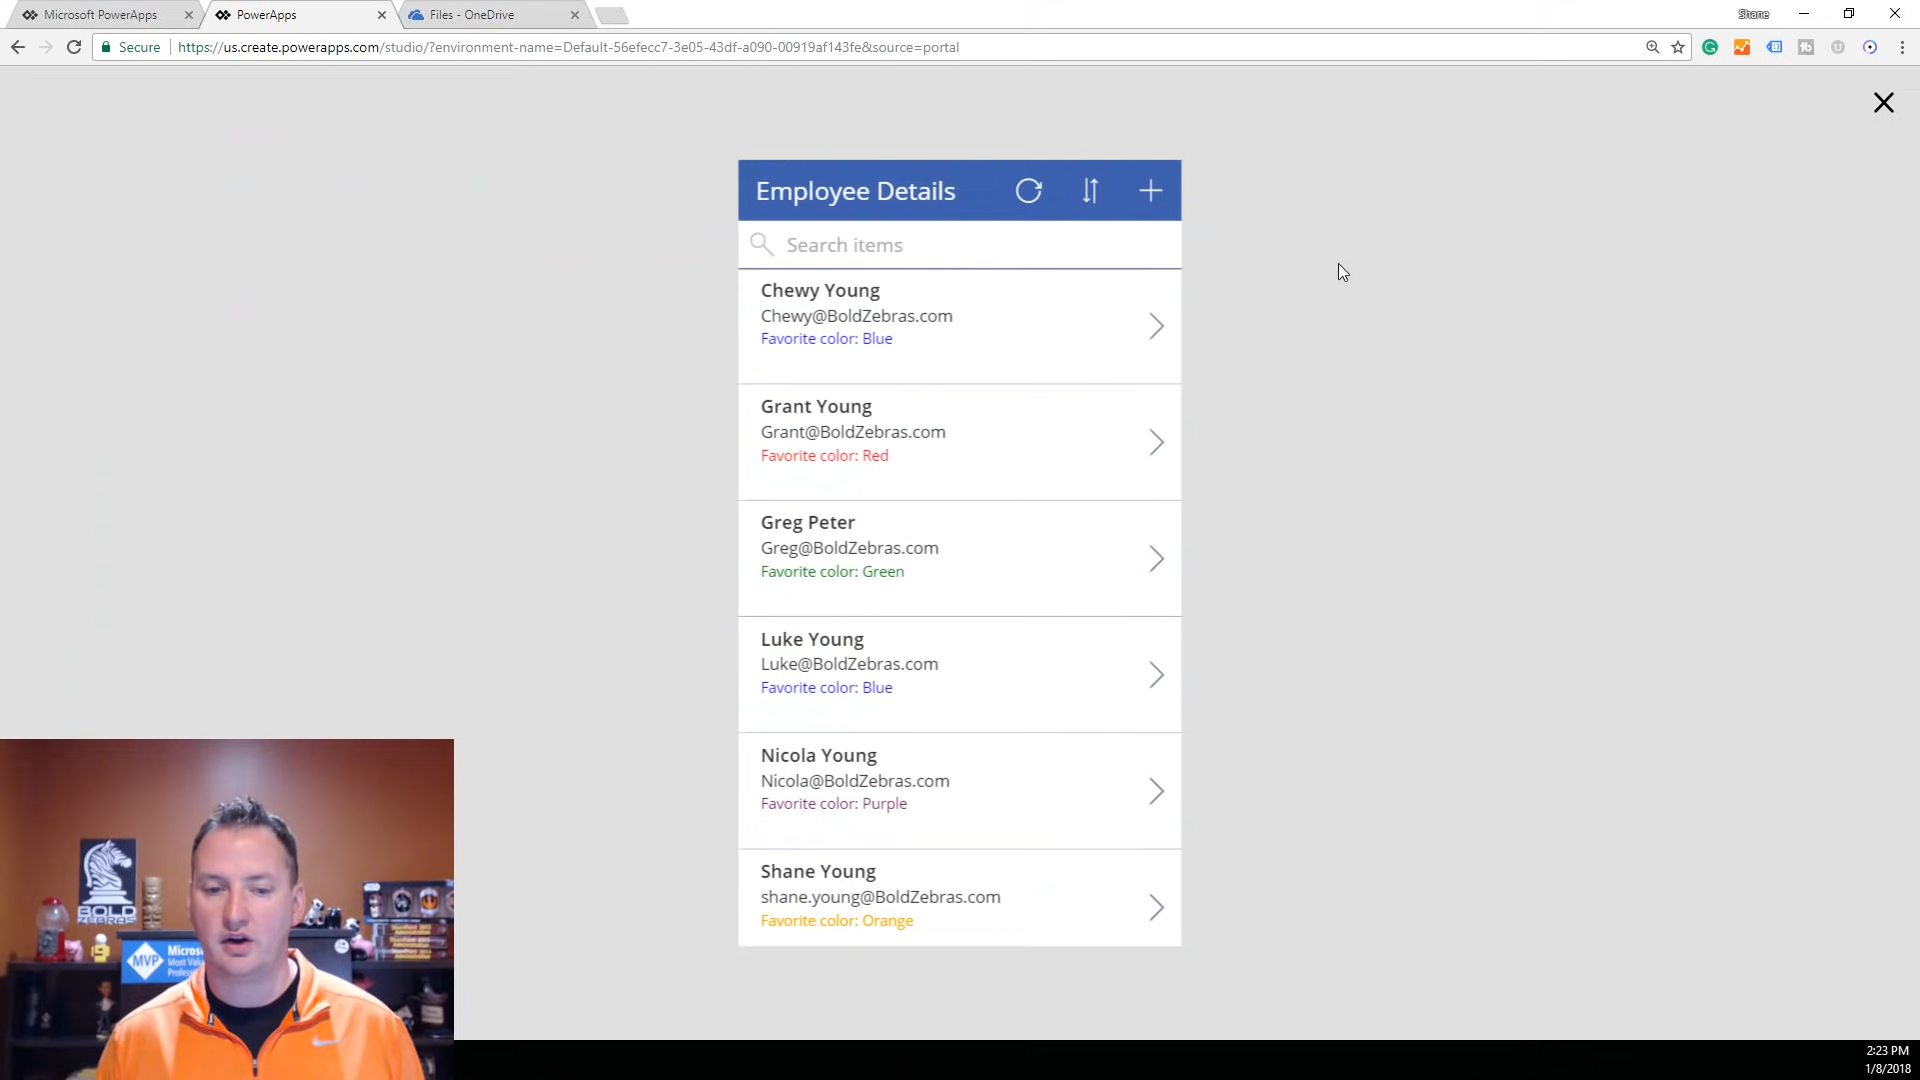 Microsoft PowerApps
PowerApps
Files - OneDrive
Shane
Secure
https://us.create.powerapps.com/studio/?environment-name=Default-56efecc7-3e05-43df-a090-00919af143fe&source=portal
Employee Details
Search items
Chewy Young
Chewy@BoldZebras.com
Favorite color: Blue
Grant Young
Grant@BoldZebras.com
Favorite color: Red
Greg Peter
Greg@BoldZebras.com
Favorite color: Green
Luke Young
Luke@BoldZebras.com
Favorite color: Blue
Nicola Young
Nicola@BoldZebras.com
Favorite color: Purple
Shane Young
shane.young@BoldZebras.com
Favorite color: Orange
BOLD
ZEBRAS
MVP
2:23 PM
1/8/2018